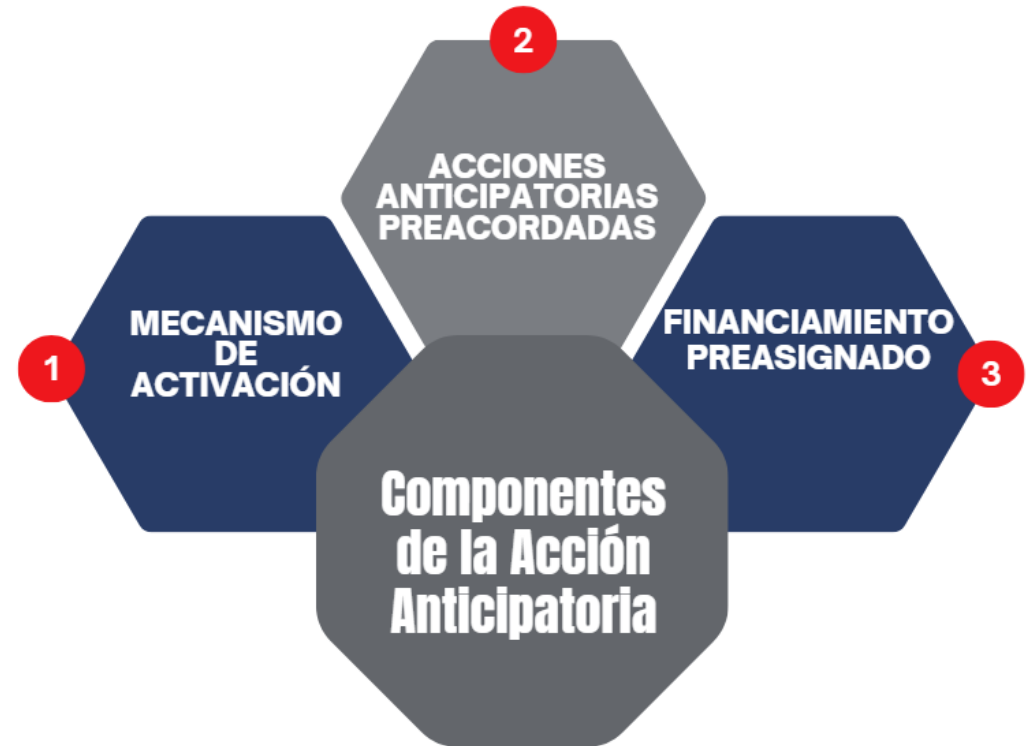 1
MECANISMO
DE
ACTIVACIÓN
2
ACCIONES
ANTICIPATORIAS
PREACORDADAS
3
FINANCIAMIENTO
PREASIGNADO
Componentes
de la Acción
Anticipatoria